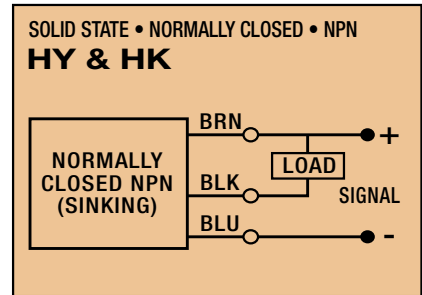 SOLID STATE • NORMALLY CLOSED • NPN
HY & HK
BRN
+
NORMALLY
CLOSED NPN
(SINKING)
LOAD
BLK
SIGNAL
BLU
-